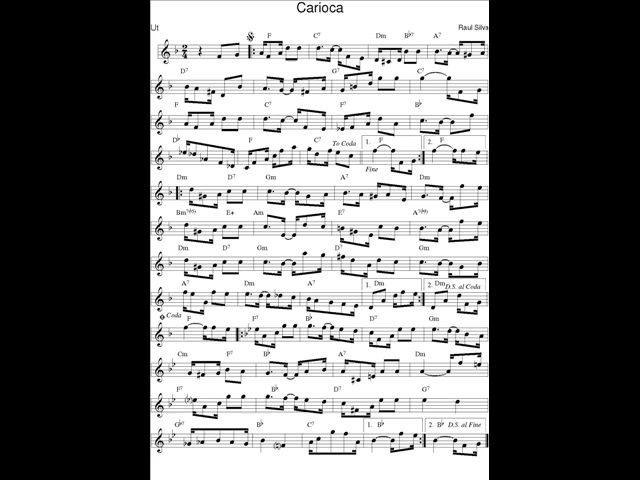 Carioca
Ut
Raul Silva
F C7 Dm B♭7 A7
D7 G7 C7
F C7 F7 B♭
D♭ F C7 To Coda 1. F 2. F
Fine
Dm D7 Gm A7 Dm
Bm7(♭5) E+ Am E7 A7(♭9)
Dm D7 Gm Dm
A7 Dm A7 1. Dm 2. Dm D.S. al Coda
Coda F F7 B♭ D7 Gm
Cm F7 B♭ A7 Dm
F7 B♭ D7 G7
G♭7 B♭ C7 1. B♭ 2. B♭ D.S. al Fine